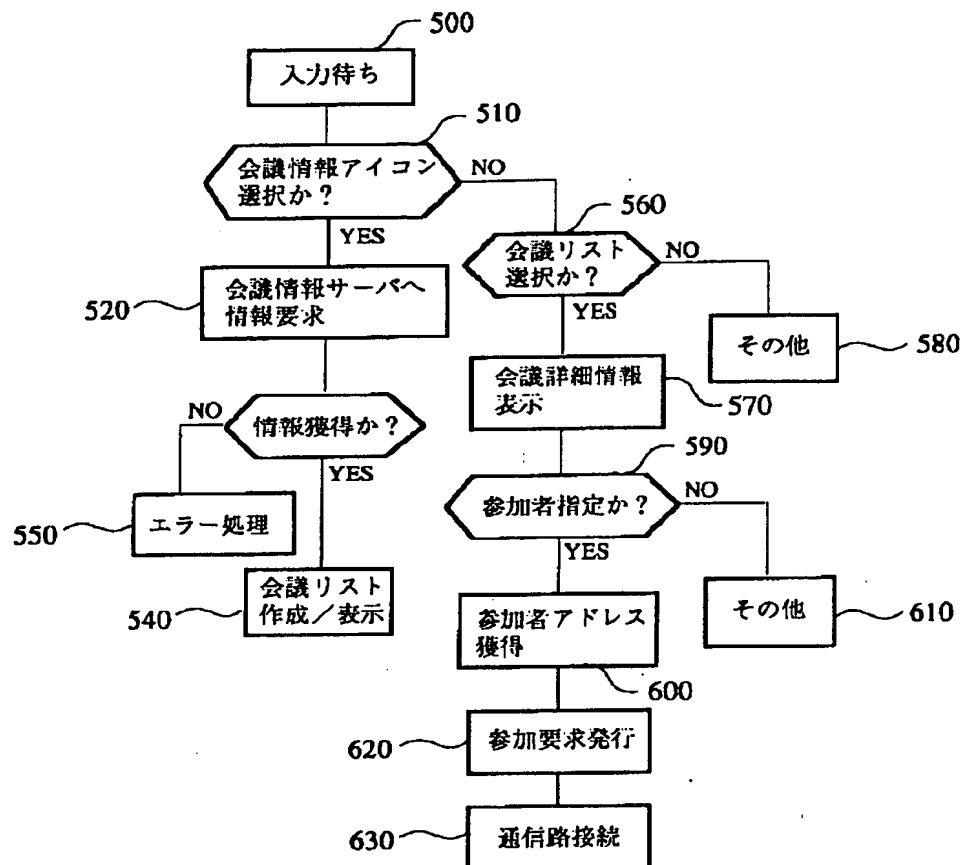 500
入力待ち
510
会議情報アイコン
選択か？
NO
YES
560
会議リスト
選択か？
NO
YES
520
会議情報サーバへ
情報要求
その他
580
会議詳細情報
表示
570
NO
情報獲得か？
YES
590
参加者指定か？
NO
YES
550
エラー処理
540
会議リスト
作成／表示
参加者アドレス
獲得
600
その他
610
620
参加要求発行
630
通信路接続